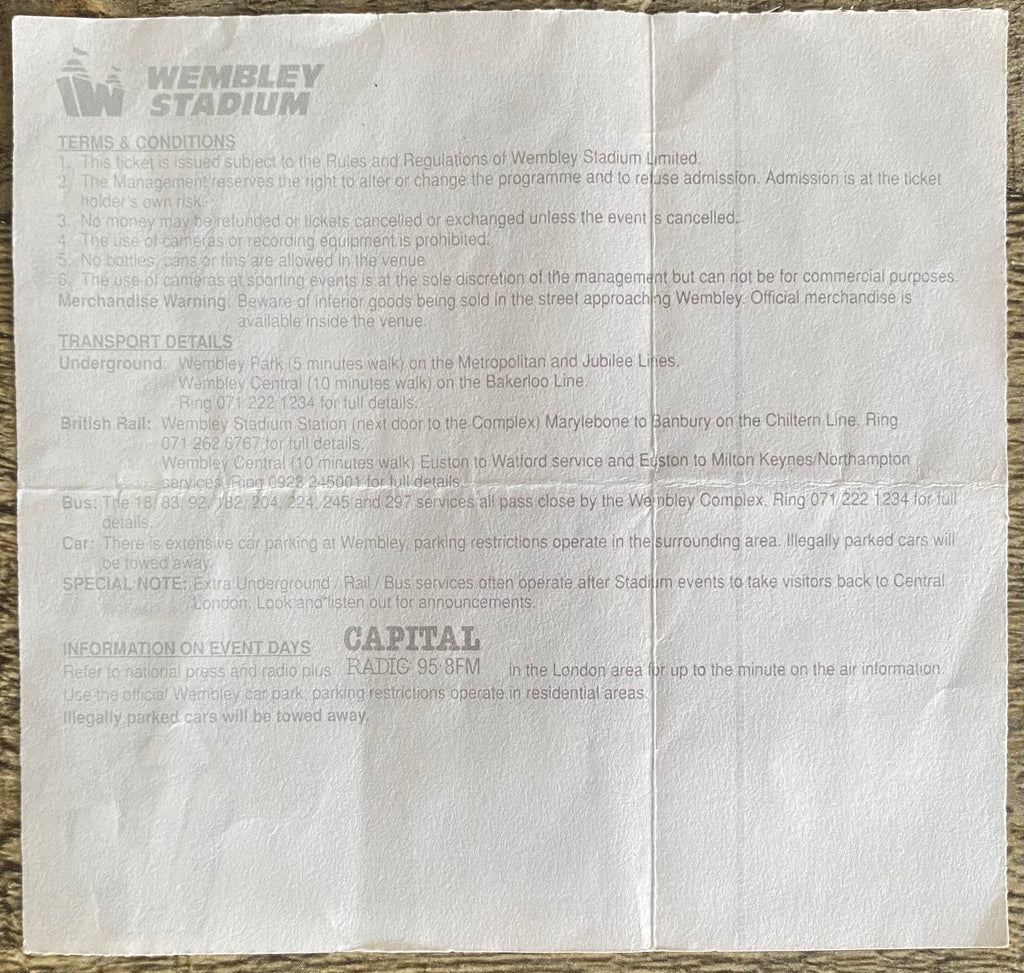 WEMBLEY
STADIUM
TERMS & CONDITIONS
1. This ticket is issued subject to the Rules and Regulations of Wembley Stadium Limited.
2. The Management reserves the right to alter or change the programme and to refuse admission. Admission is at the ticket
holder's own risk.
3. No money may be refunded or tickets cancelled or exchanged unless the event is cancelled.
4. The use of cameras or recording equipment is prohibited.
5. No bottles, cans or tins are allowed in the venue
6. The use of cameras at sporting events is at the sole discretion of the management but can not be for commercial purposes.
Merchandise Warning: Beware of inferior goods being sold in the street approaching Wembley. Official merchandise is
available inside the venue.
TRANSPORT DETAILS
Underground: Wembley Park (5 minutes walk) on the Metropolitan and Jubilee Lines.
Wembley Central (10 minutes walk) on the Bakerloo Line.
Ring 071 222 1234 for full details.
British Rail: Wembley Stadium Station (next door to the Complex) Marylebone to Banbury on the Chiltern Line. Ring
071 262 6767 for full details.
Wembley Central (10 minutes walk) Euston to Watford service and Euston to Milton Keynes/Northampton
services. Ring 0923 245001 for full details.
Bus: The 18, 83, 92, 182, 204, 224, 245 and 297 services all pass close by the Wembley Complex. Ring 071 222 1234 for full
details.
Car: There is extensive car parking at Wembley, parking restrictions operate in the surrounding area. Illegally parked cars will
be towed away.
SPECIAL NOTE: Extra Underground / Rail / Bus services often operate after Stadium events to take visitors back to Central
London. Look and listen out for announcements.
INFORMATION ON EVENT DAYS
Refer to national press and radio plus CAPITAL RADIO 95·8FM in the London area for up to the minute on the air information.
Use the official Wembley car park, parking restrictions operate in residential areas.
Illegally parked cars will be towed away.